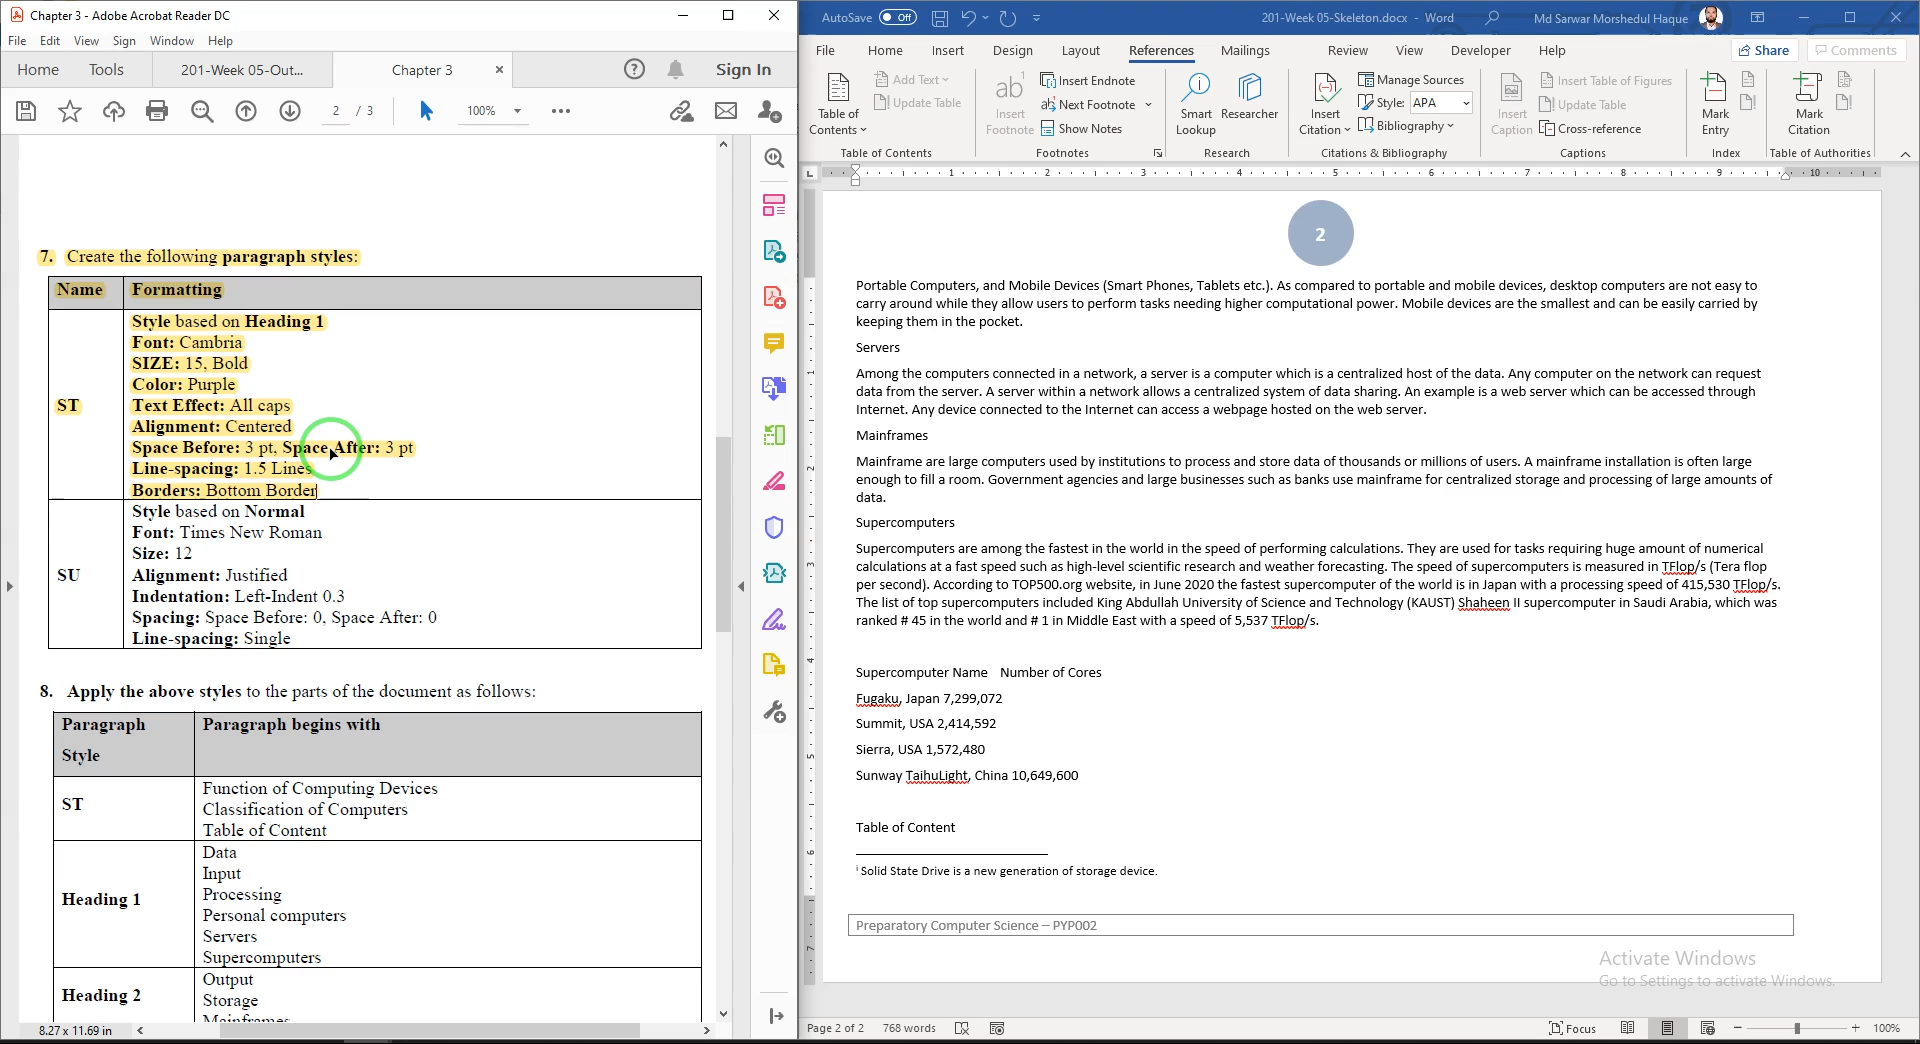 Chapter 3 - Adobe Acrobat Reader DC
File Edit View Sign Window Help
Home Tools 201-Week 05-Out... Chapter 3 × Sign In
2 / 3 100%
7. Create the following paragraph styles:
Name Formatting
ST
Style based on Heading 1
Font: Cambria
SIZE: 15, Bold
Color: Purple
Text Effect: All caps
Alignment: Centered
Space Before: 3 pt, Space After: 3 pt
Line-spacing: 1.5 Lines
Borders: Bottom Border
SU
Style based on Normal
Font: Times New Roman
Size: 12
Alignment: Justified
Indentation: Left-Indent 0.3
Spacing: Space Before: 0, Space After: 0
Line-spacing: Single
8. Apply the above styles to the parts of the document as follows:
Paragraph Style
Paragraph begins with
ST
Function of Computing Devices
Classification of Computers
Table of Content
Heading 1
Data
Input
Processing
Personal computers
Servers
Supercomputers
Heading 2
Output
Storage
Mainframes
8.27 x 11.69 in
AutoSave Off 201-Week 05-Skeleton.docx - Word Md Sarwar Morshedul Haque
File Home Insert Design Layout References Mailings Review View Developer Help Share Comments
Table of Contents
Add Text
Update Table
Table of Contents
ab
Insert Footnote
Insert Endnote
Next Footnote
Show Notes
Footnotes
Smart Lookup
Researcher
Research
Insert Citation
Manage Sources
Style: APA
Bibliography
Citations & Bibliography
Insert Caption
Insert Table of Figures
Update Table
Cross-reference
Captions
Mark Entry
Index
Mark Citation
Table of Authorities
1 2 3 4 5 6 7 8 9 10
2
Portable Computers, and Mobile Devices (Smart Phones, Tablets etc.). As compared to portable and mobile devices, desktop computers are not easy to
carry around while they allow users to perform tasks needing higher computational power. Mobile devices are the smallest and can be easily carried by
keeping them in the pocket.
Servers
Among the computers connected in a network, a server is a computer which is a centralized host of the data. Any computer on the network can request
data from the server. A server within a network allows a centralized system of data sharing. An example is a web server which can be accessed through
Internet. Any device connected to the Internet can access a webpage hosted on the web server.
Mainframes
Mainframe are large computers used by institutions to process and store data of thousands or millions of users. A mainframe installation is often large
enough to fill a room. Government agencies and large businesses such as banks use mainframe for centralized storage and processing of large amounts of
data.
Supercomputers
Supercomputers are among the fastest in the world in the speed of performing calculations. They are used for tasks requiring huge amount of numerical
calculations at a fast speed such as high-level scientific research and weather forecasting. The speed of supercomputers is measured in TFlop/s (Tera flop
per second). According to TOP500.org website, in June 2020 the fastest supercomputer of the world is in Japan with a processing speed of 415,530 TFlop/s.
The list of top supercomputers included King Abdullah University of Science and Technology (KAUST) Shaheen II supercomputer in Saudi Arabia, which was
ranked # 45 in the world and # 1 in Middle East with a speed of 5,537 TFlop/s.
Supercomputer Name Number of Cores
Fugaku, Japan 7,299,072
Summit, USA 2,414,592
Sierra, USA 1,572,480
Sunway TaihuLight, China 10,649,600
Table of Content
i Solid State Drive is a new generation of storage device.
Preparatory Computer Science – PYP002
Activate Windows
Go to Settings to activate Windows.
Page 2 of 2 768 words Focus 100%